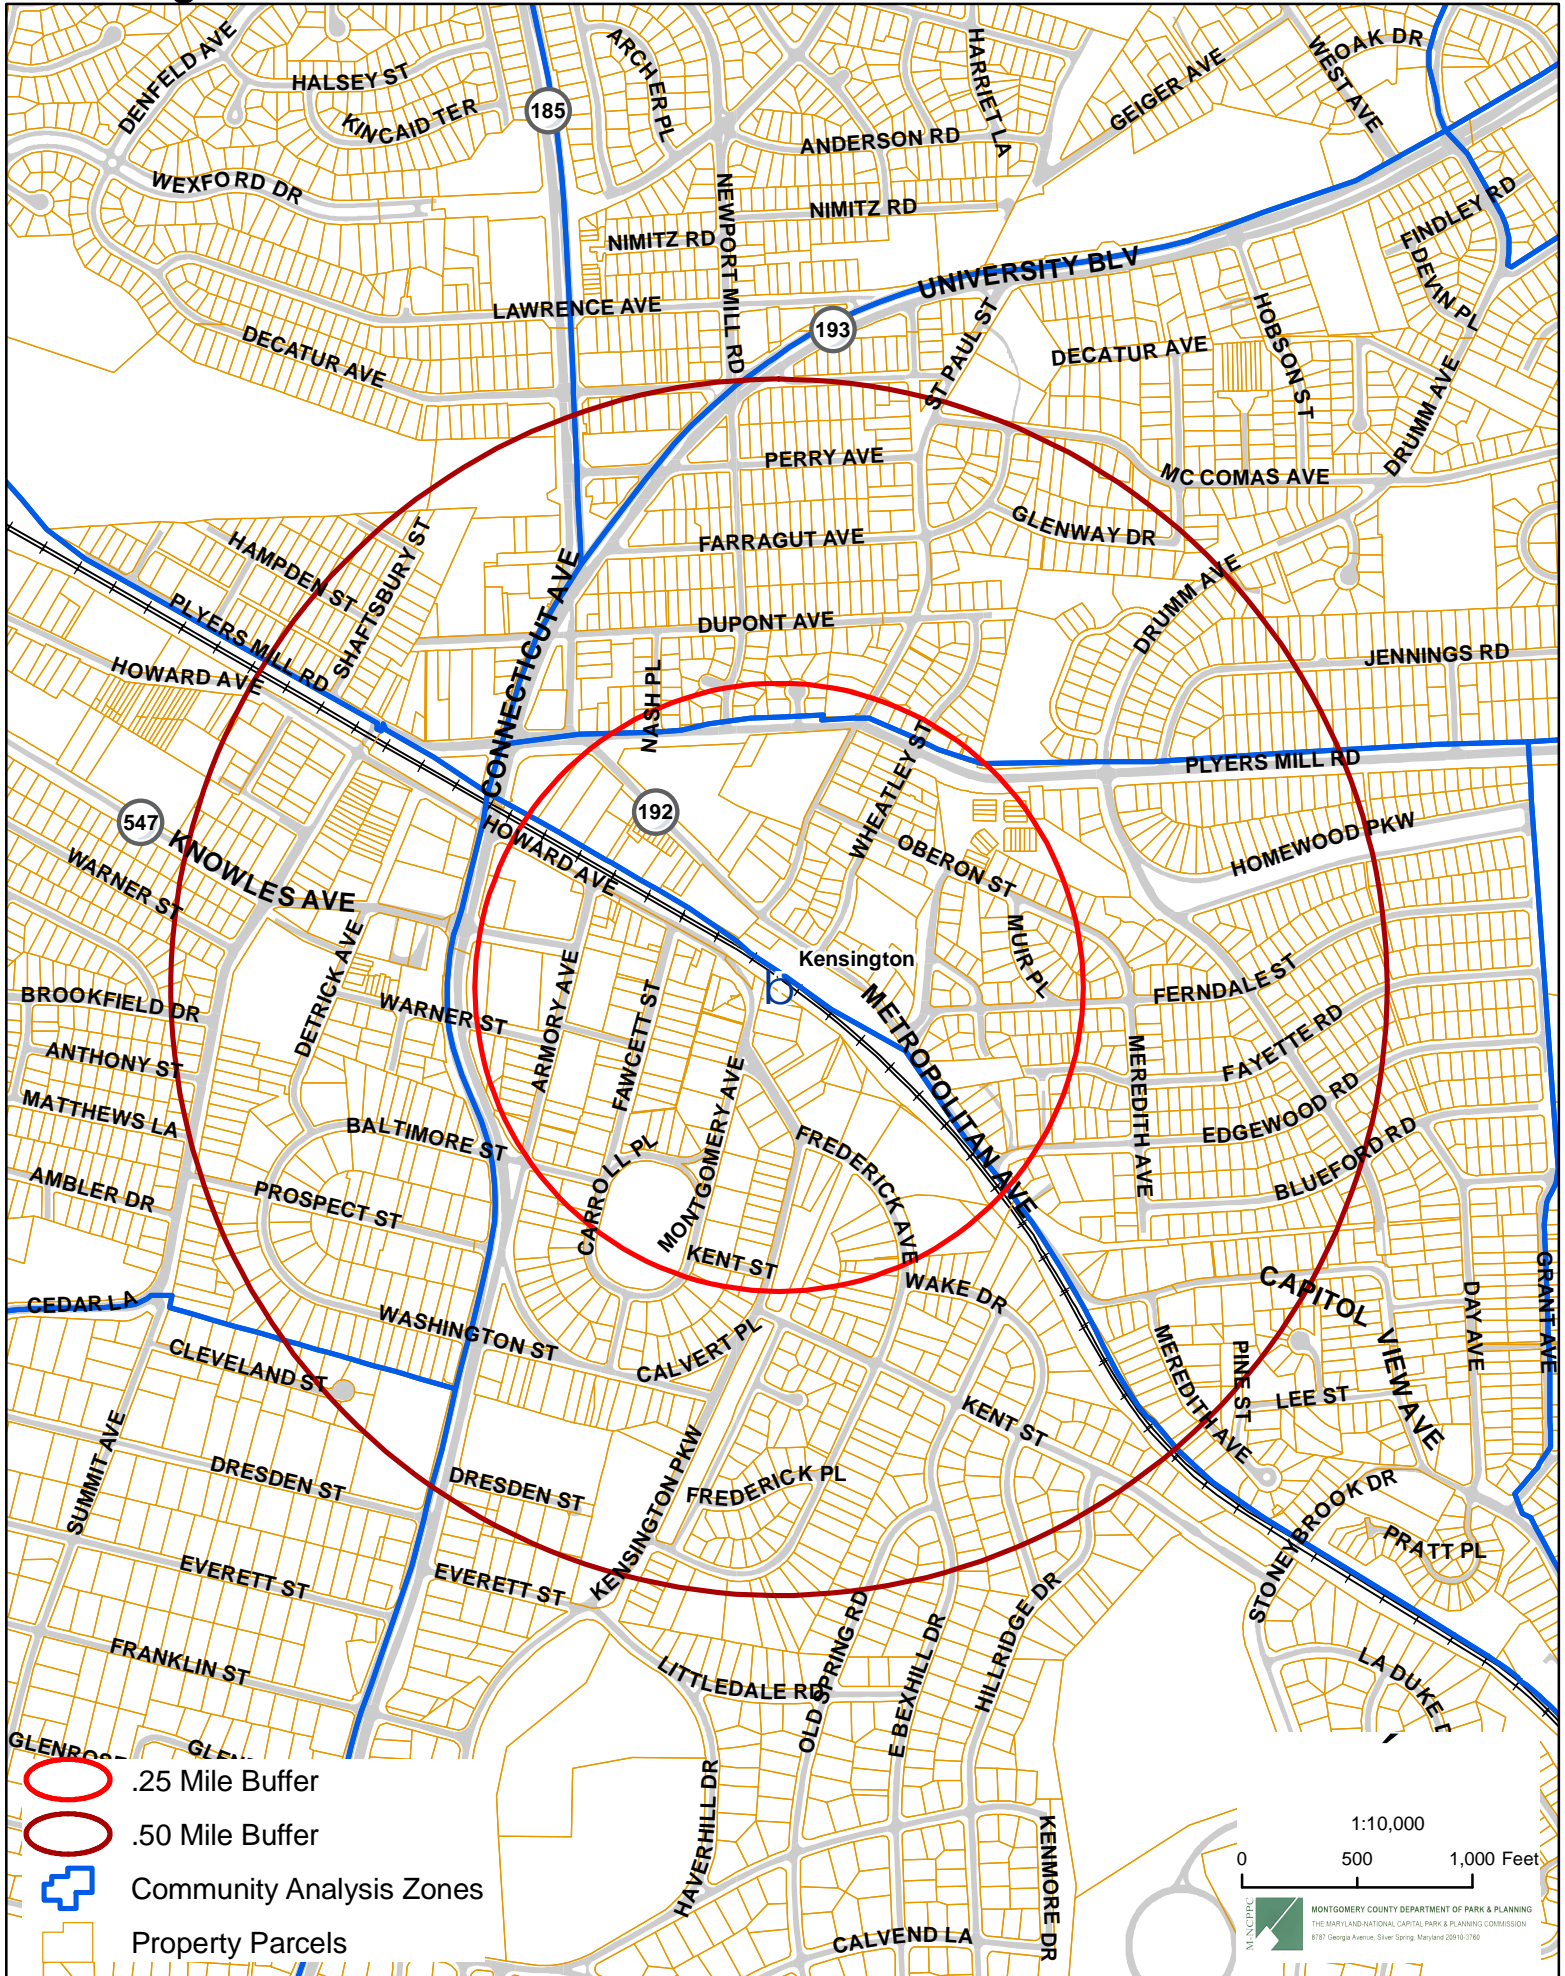 DENFELD AVE
HALSEY ST
KINCAID TER
185
ARCHER PL
HARRIET LA
GEIGER AVE
WEST AVE
OAK DR
ANDERSON RD
WEXFORD DR
NEWPORT MILL RD
NIMITZ RD
NIMITZ RD
FINDLEY RD
DEVIN PL
UNIVERSITY BLV
LAWRENCE AVE
193
ST PAUL ST
HOBSON ST
DECATUR AVE
DECATUR AVE
DRUMM AVE
PERRY AVE
MC COMAS AVE
GLENWAY DR
FARRAGUT AVE
HAMPDEN ST
SHAFTSBURY ST
CONNECTICUT AVE
DRUMM AVE
PLYERS MILL RD
DUPONT AVE
JENNINGS RD
HOWARD AVE
NASH PL
WHEATLEY ST
PLYERS MILL RD
547
192
KNOWLES AVE
HOWARD AVE
OBERON ST
HOMEWOOD PKW
WARNER ST
DETRICK AVE
MUIR PL
Kensington
b
ARMORY AVE
FAWCETT ST
METROPOLITAN AVE
FERNDALE ST
BROOKFIELD DR
WARNER ST
FAYETTE RD
ANTHONY ST
MEREDITH AVE
MATTHEWS LA
MONTGOMERY AVE
EDGEWOOD RD
BALTIMORE ST
CARROLL PL
FREDERICK AVE
BLUEFORD RD
AMBLER DR
PROSPECT ST
KENT ST
CEDAR LA
WAKE DR
CAPITOL VIEW AVE
GRANT AVE
DAY AVE
WASHINGTON ST
CALVERT PL
CLEVELAND ST
MEREDITH AVE
PINE ST
LEE ST
SUMMIT AVE
KENT ST
KENSINGTON PKW
DRESDEN ST
DRESDEN ST
FREDERICK PL
STONEYBROOK DR
PRATT PL
EVERETT ST
EVERETT ST
OLD SPRING RD
E BEXHILL DR
HILLRIDGE DR
FRANKLIN ST
LITTLEDALE RD
LA DUKE
HAVERHILL DR
KENMORE DR
CALVEND LA
.25 Mile Buffer
.50 Mile Buffer
Community Analysis Zones
Property Parcels
1:10,000
0 500 1,000 Feet
M-NCPPC
MONTGOMERY COUNTY DEPARTMENT OF PARK & PLANNING
THE MARYLAND-NATIONAL CAPITAL PARK & PLANNING COMMISSION
8787 Georgia Avenue, Silver Spring, Maryland 20910-3760